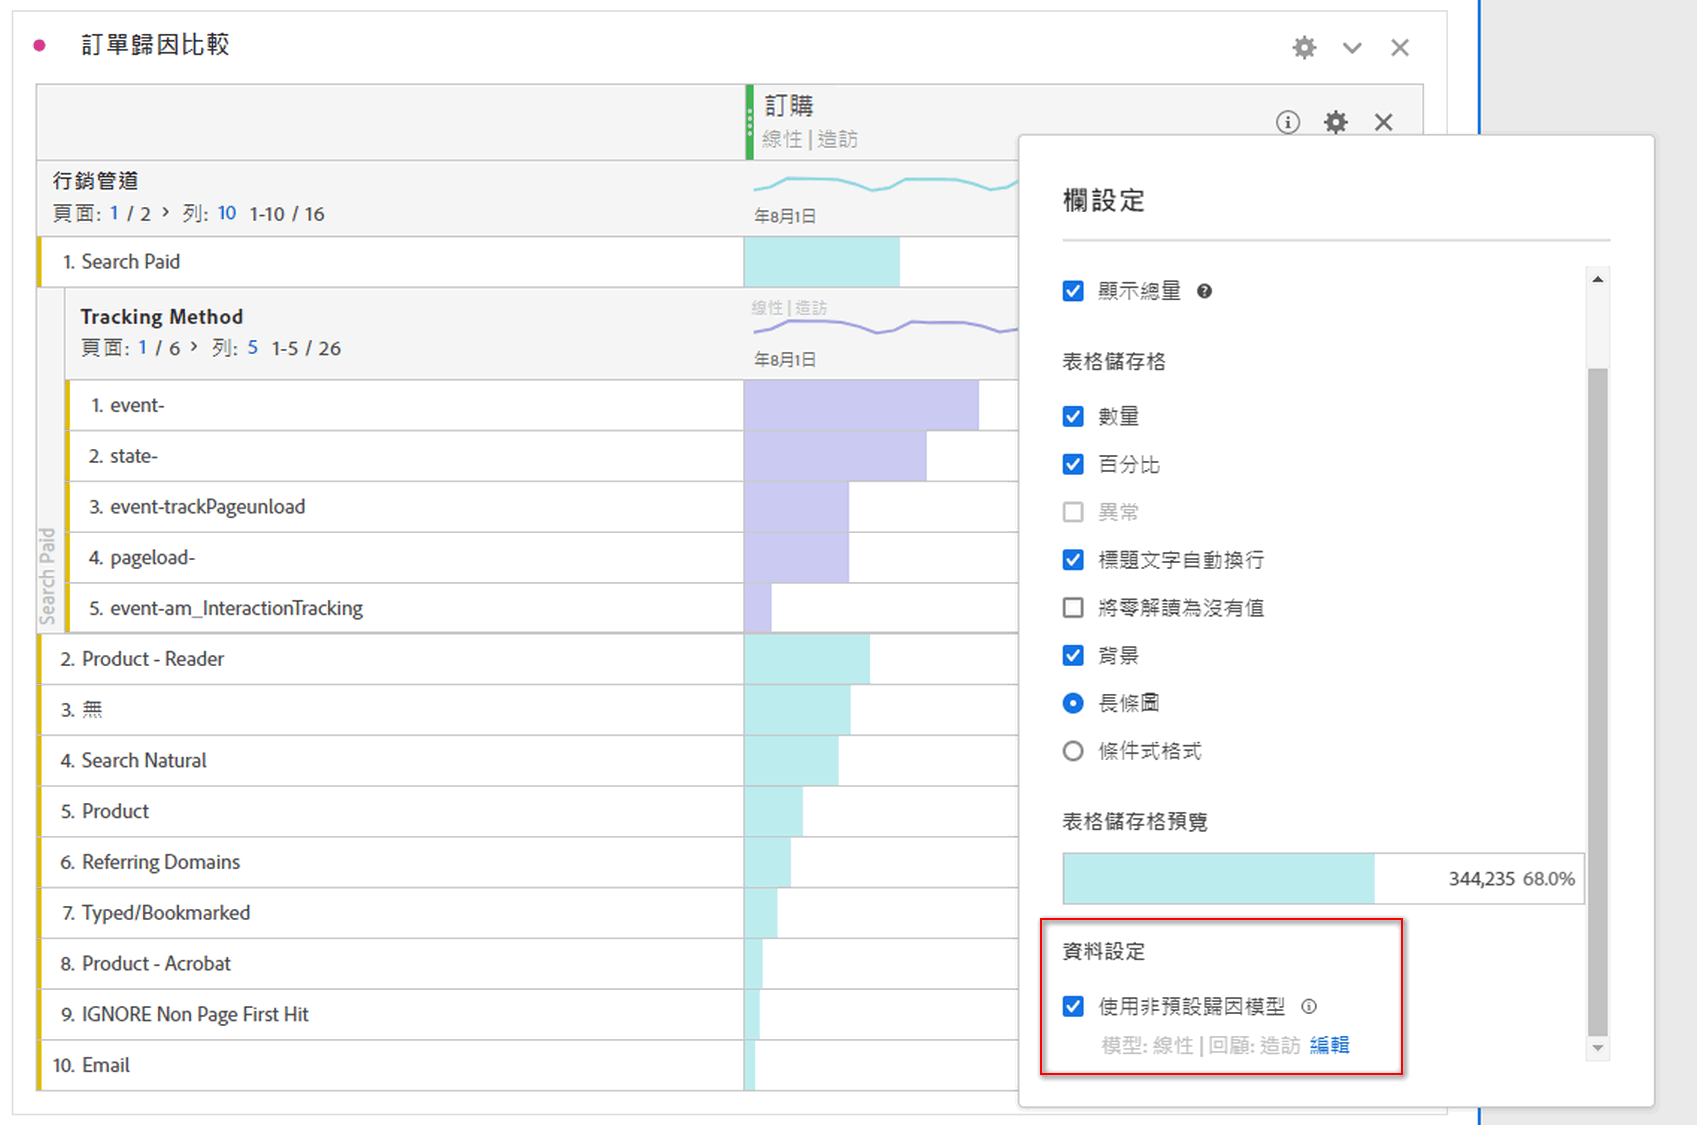 訂單歸因比較
訂購
線性 | 造訪
行銷管道
頁面: 1 / 2 > 列: 10 1-10 / 16
年8月1日
1. Search Paid
Tracking Method
頁面: 1 / 6 > 列: 5 1-5 / 26
線性 | 造訪
年8月1日
Search Paid
1. event-
2. state-
3. event-trackPageunload
4. pageload-
5. event-am_InteractionTracking
2. Product - Reader
3. 無
4. Search Natural
5. Product
6. Referring Domains
7. Typed/Bookmarked
8. Product - Acrobat
9. IGNORE Non Page First Hit
10. Email
欄設定
顯示總量
表格儲存格
數量
百分比
異常
標題文字自動換行
將零解讀為沒有值
背景
長條圖
條件式格式
表格儲存格預覽
344,235 68.0%
資料設定
使用非預設歸因模型
模型: 線性 | 回顧: 造訪 編輯